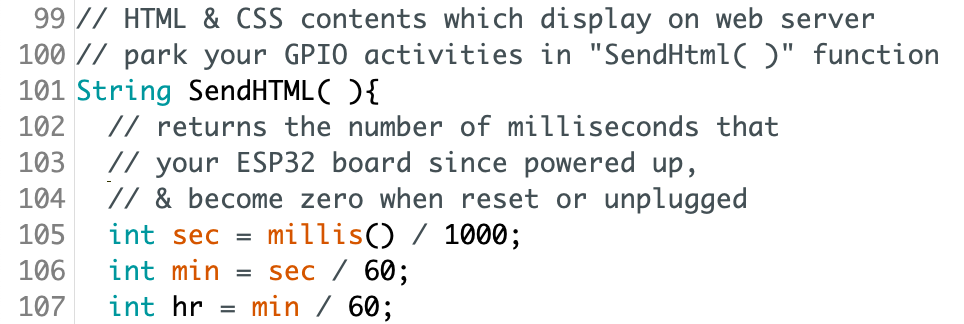 99 // HTML & CSS contents which display on web server
100 // park your GPIO activities in "SendHtml( )" function
101 String SendHTML( ){
102 // returns the number of milliseconds that
103 // your ESP32 board since powered up,
104 // & become zero when reset or unplugged
105 int sec = millis() / 1000;
106 int min = sec / 60;
107 int hr = min / 60;